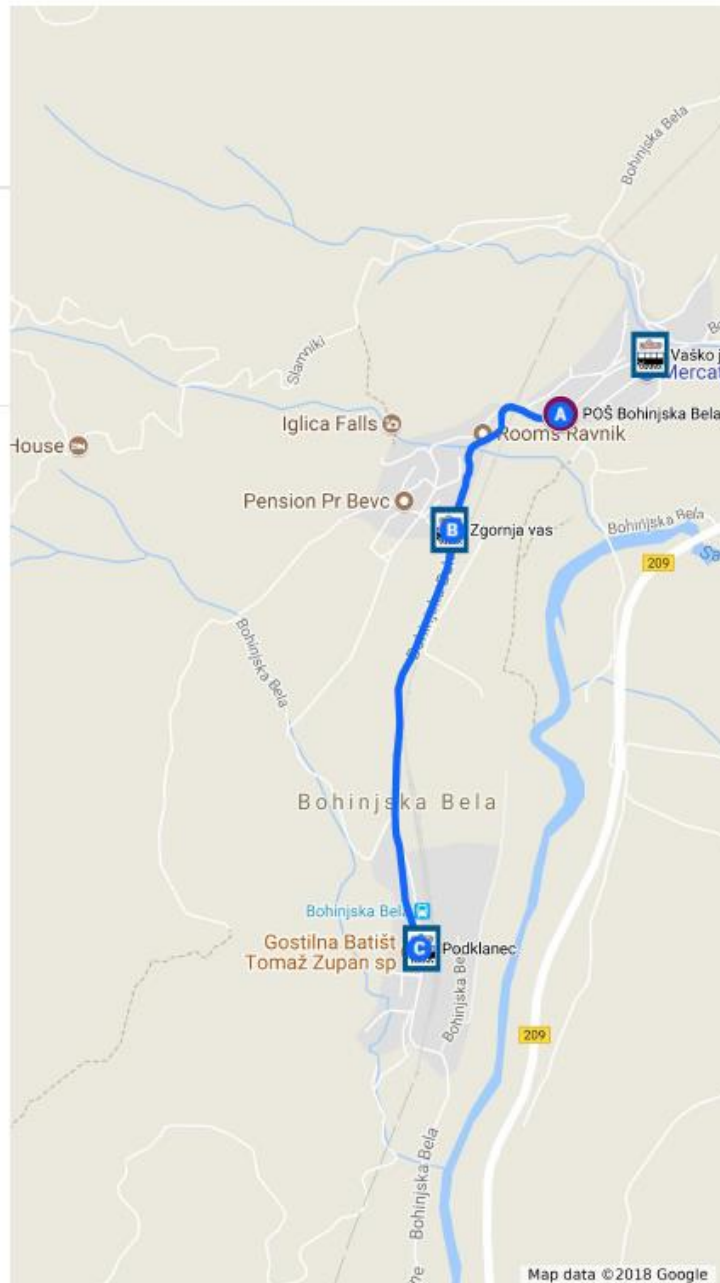 Bohinjska Bela
Slamniki
Vaško j
Mercat
A
POŠ Bohinjska Bela
Iglica Falls
Rooms Ravnik
House
Pension Pr Bevc
B
Zgornja vas
Bohinjska Bela
209
Sa
Bohinjska Bela
Bohinjska Bela
Bohinjska Bela
Bohinjska Bela
Gostilna Batišt
Tomaž Zupan sp
C
Podklanec
Bohinjska Bela
209
Bohinjska Bela
Map data ©2018 Google